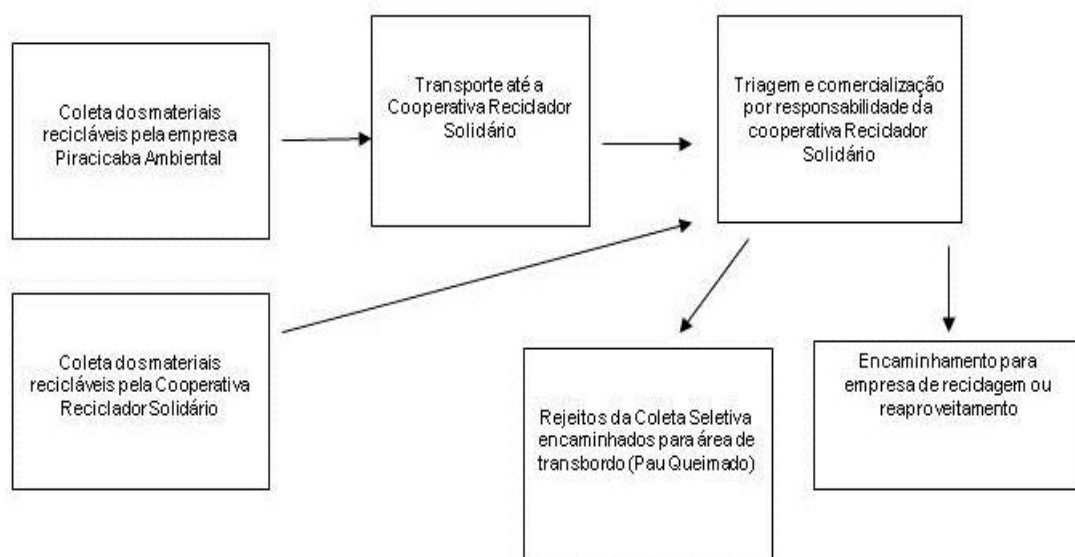 Coleta dos materiais
recicláveis pela empresa
Piracicaba Ambiental
Transporte até a
Cooperativa Reciclador
Solidário
Triagem e comercialização
por responsabilidade da
cooperativa Reciclador
Solidário
Coleta dos materiais
recicláveis pela Cooperativa
Reciclador Solidário
Rejeitos da Coleta Seletiva
encaminhados para área de
transbordo (Pau Queimado)
Encaminhamento para
empresa de reciclagem ou
reaproveitamento